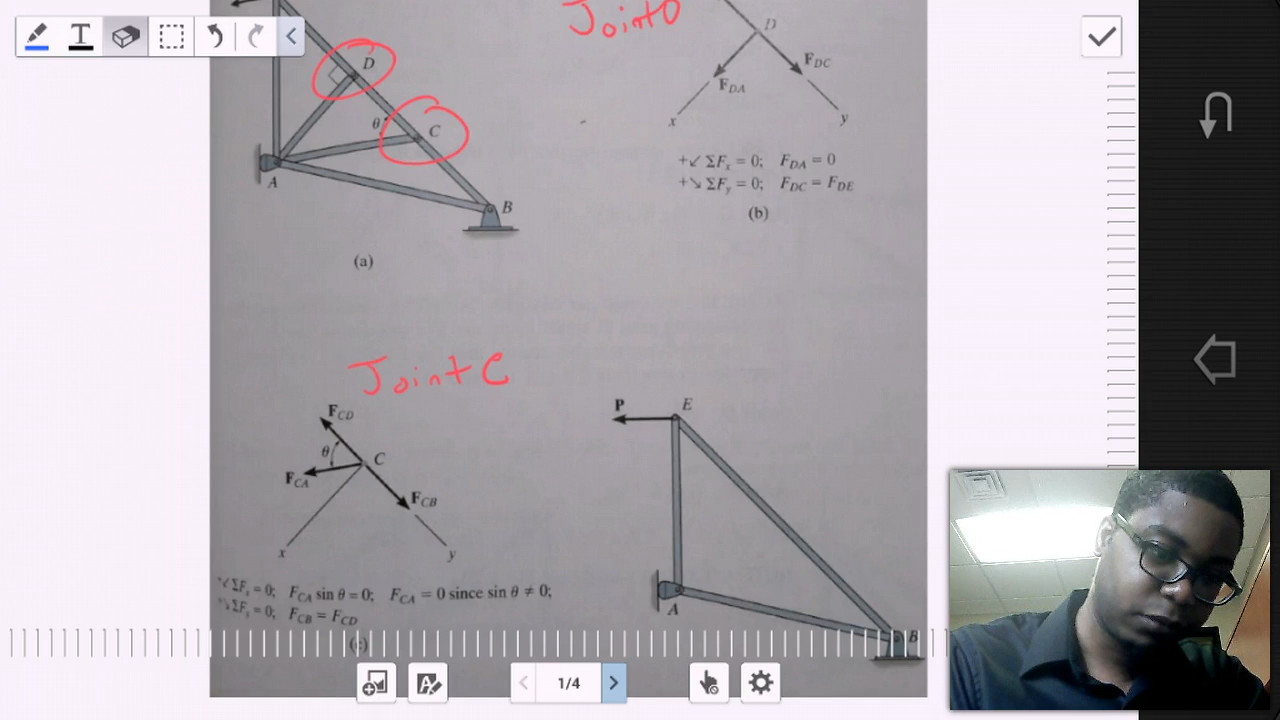 T
Joint D
D
θ
C
A
B
(a)
D
F_DC
F_DA
x
y
+↙ ΣF_x = 0; F_DA = 0
+↘ ΣF_y = 0; F_DC = F_DE
(b)
Joint C
F_CD
θ
C
F_CA
F_CB
x
y
+↙ ΣF_x = 0; F_CA sin θ = 0; F_CA = 0 since sin θ ≠ 0;
+↘ ΣF_y = 0; F_CB = F_CD
(c)
P
E
A
B
1/4